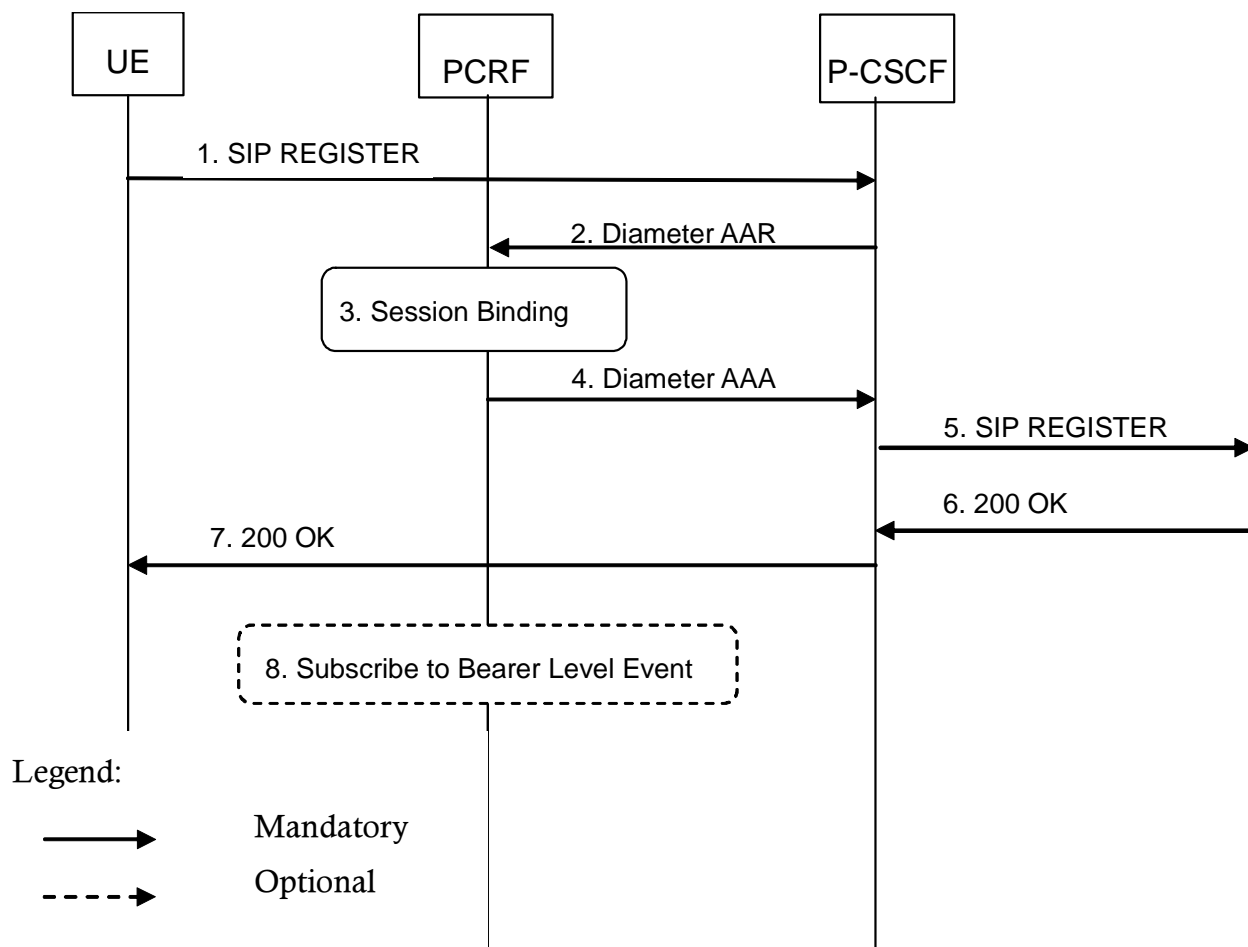 UE
PCRF
P-CSCF
1. SIP REGISTER
2. Diameter AAR
3. Session Binding
4. Diameter AAA
5. SIP REGISTER
6. 200 OK
7. 200 OK
8. Subscribe to Bearer Level Event
Legend:
Mandatory
Optional